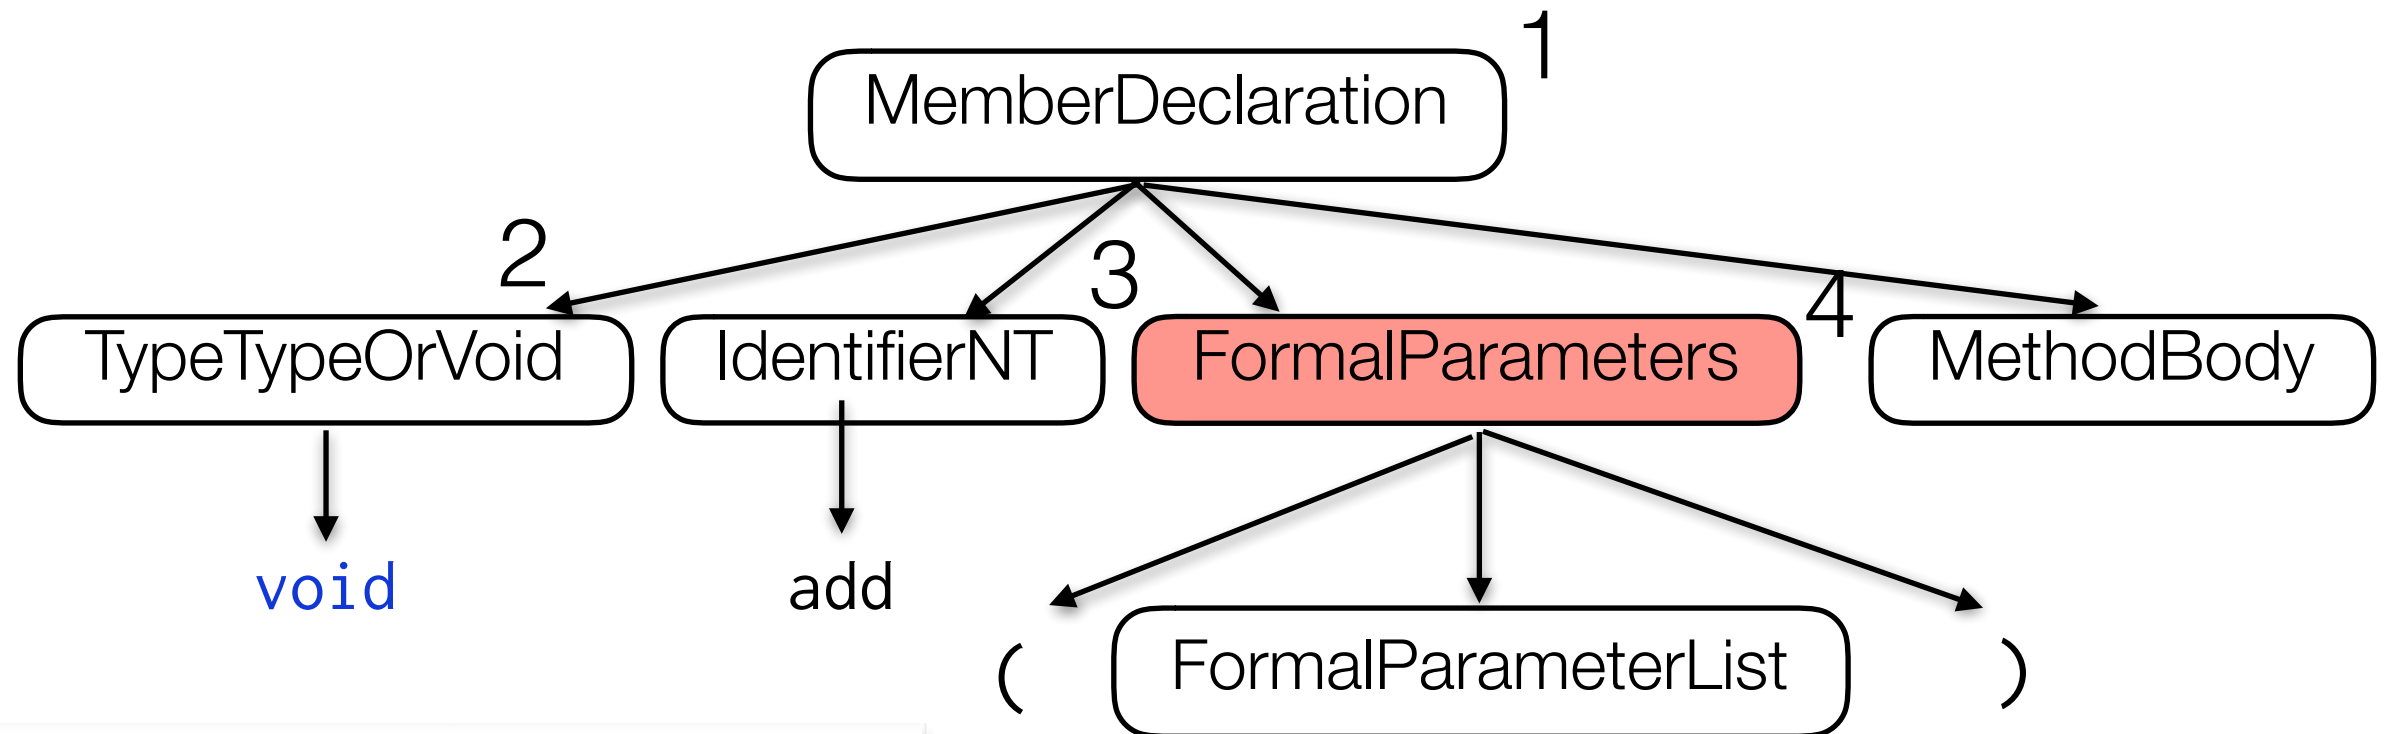 1
MemberDeclaration
2
3
4
TypeTypeOrVoid
IdentifierNT
FormalParameters
MethodBody
void
add
(
FormalParameterList
)